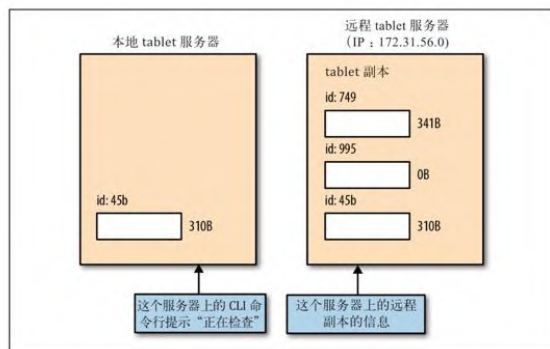 本地 tablet 服务器
远程 tablet 服务器
（IP：172.31.56.0）
tablet 副本
id: 749
341B
id: 995
0B
id: 45b
310B
id: 45b
310B
这个服务器上的 CLI 命
令行提示“正在检查”
这个服务器上的远程
副本的信息